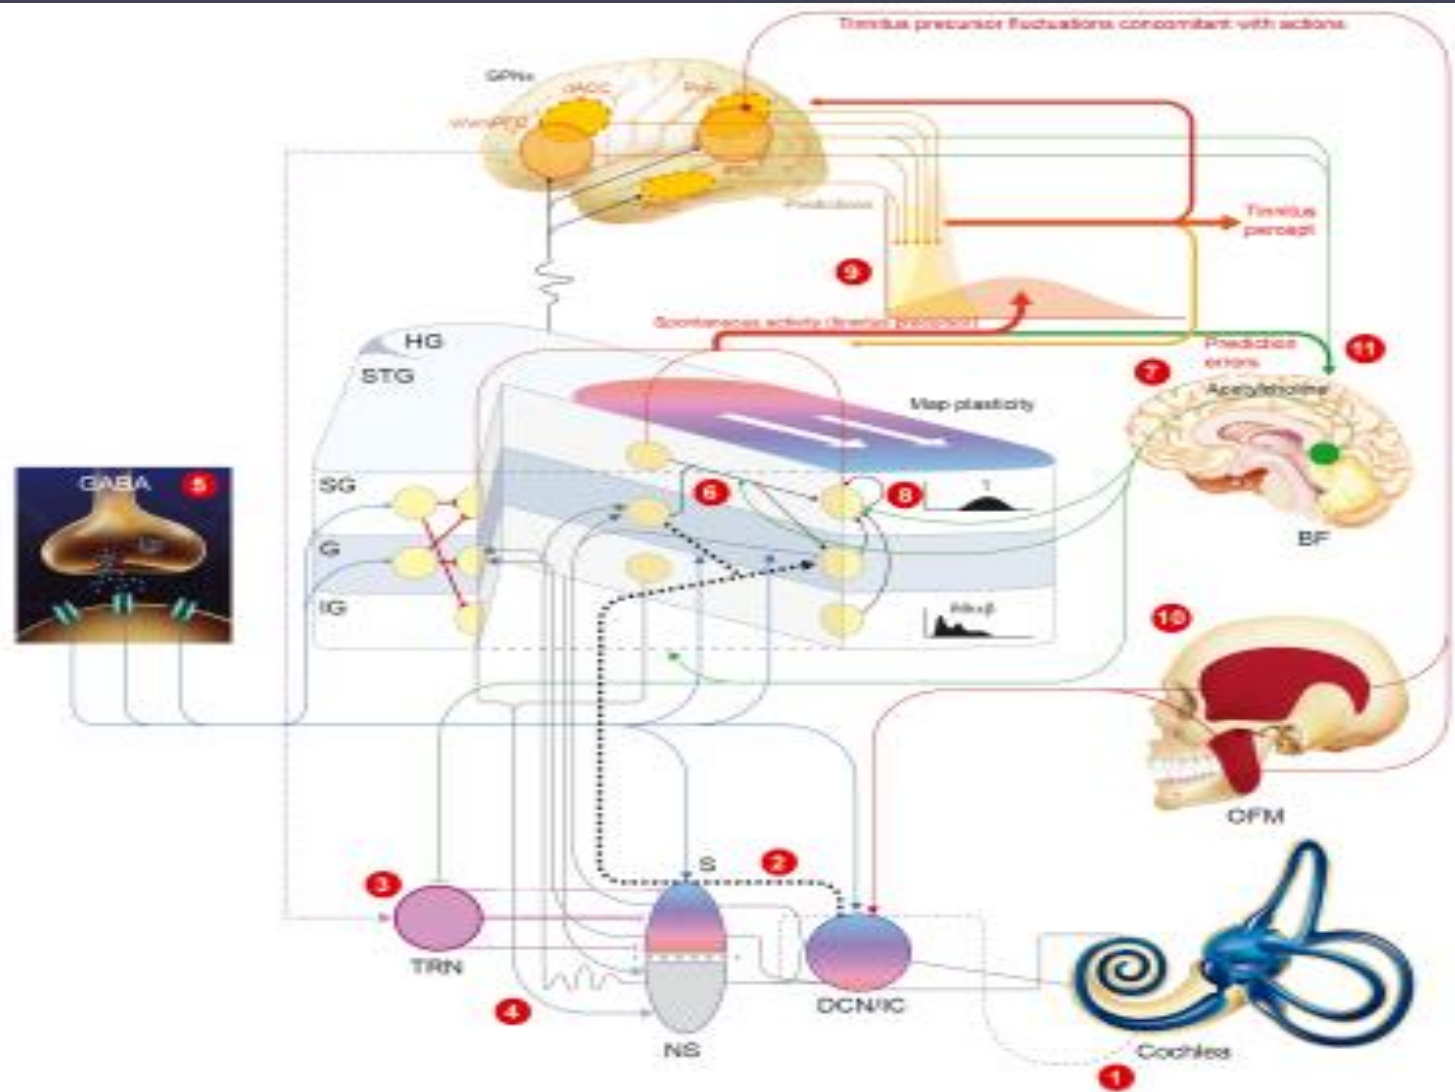 Tinnitus precursor fluctuations concomitant with actions
GPNs
dACC
PoC
Predictions
Tinnitus
percept
9
Spontaneous activity (tinnitus precursor)
HG
STG
Prediction
errors
11
7
Acetylcholine
Map plasticity
GABA
5
SG
6
8
G
BF
IG
10
OFM
S
2
3
TRN
DCN/IC
4
NS
Cochlea
1